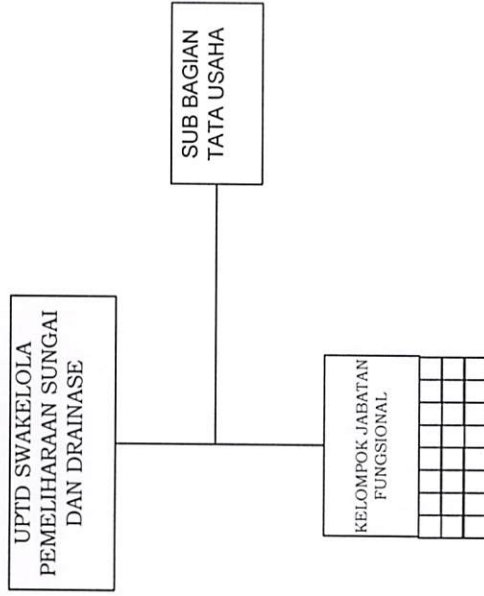 UPTD SWAKELOLA
PEMELIHARAAN SUNGAI
DAN DRAINASE
SUB BAGIAN
TATA USAHA
KELOMPOK JABATAN
FUNGSIONAL